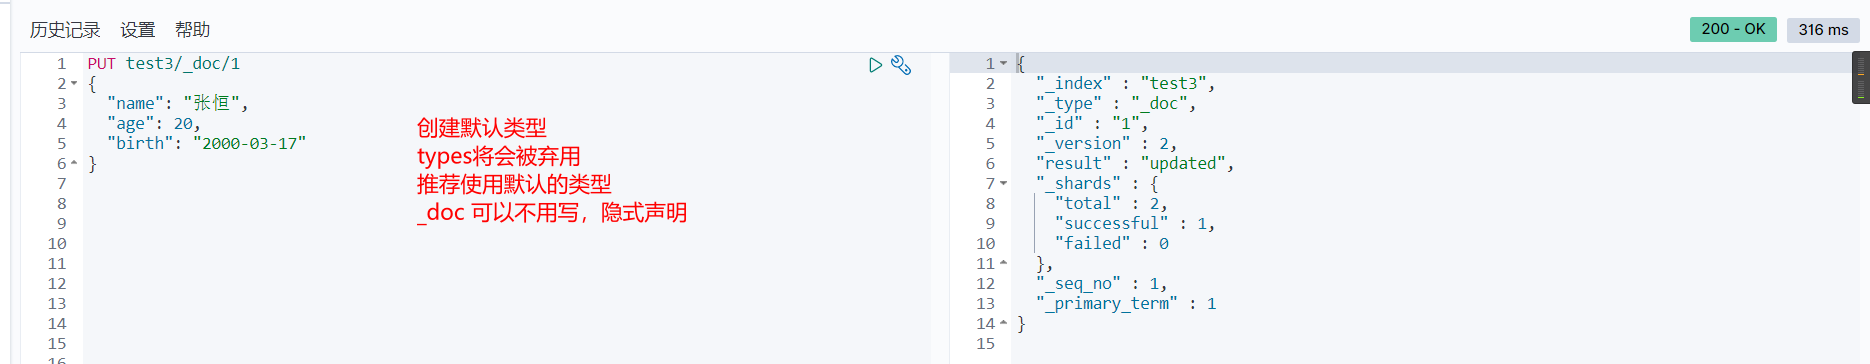 历史记录 设置 帮助
200 - OK 316 ms
1 PUT test3/_doc/1
2 {
3 "name": "张恒",
4 "age": 20,
5 "birth": "2000-03-17"
6 }
7
8
9
10
11
12
13
14
15
16
创建默认类型
types将会被弃用
推荐使用默认的类型
_doc 可以不用写，隐式声明
1 {
2 "_index" : "test3",
3 "_type" : "_doc",
4 "_id" : "1",
5 "_version" : 2,
6 "result" : "updated",
7 "_shards" : {
8 "total" : 2,
9 "successful" : 1,
10 "failed" : 0
11 },
12 "_seq_no" : 1,
13 "_primary_term" : 1
14 }
15